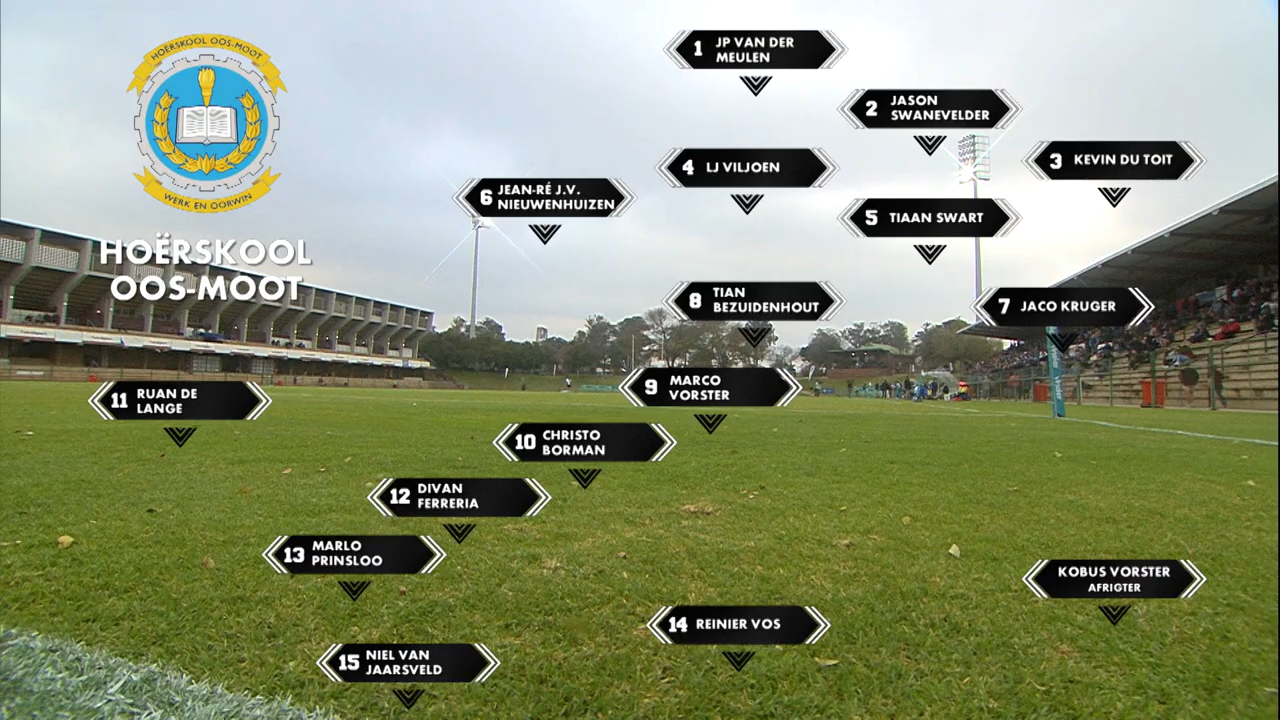 HOËRSKOOL OOS-MOOT
WERK EN OORWIN
HOËRSKOOL
OOS-MOOT
1 JP VAN DER
MEULEN
2 JASON
SWANEVELDER
3 KEVIN DU TOIT
4 LJ VILJOEN
5 TIAAN SWART
6 JEAN-RÉ J.V.
NIEUWENHUIZEN
7 JACO KRUGER
8 TIAN
BEZUIDENHOUT
9 MARCO
VORSTER
10 CHRISTO
BORMAN
11 RUAN DE
LANGE
12 DIVAN
FERRERIA
13 MARLO
PRINSLOO
14 REINIER VOS
15 NIEL VAN
JAARSVELD
KOBUS VORSTER
AFRIGTER